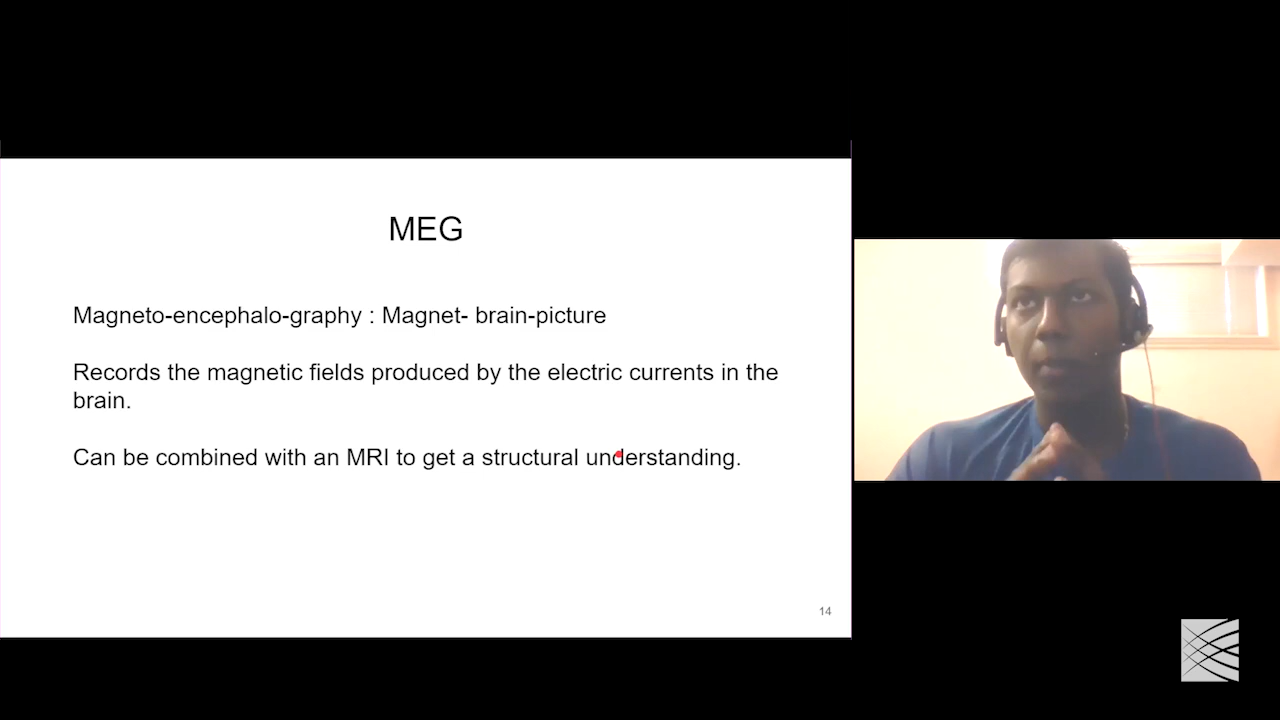 MEG
Magneto-encephalo-graphy : Magnet- brain-picture
Records the magnetic fields produced by the electric currents in the
brain.
Can be combined with an MRI to get a structural understanding.
14